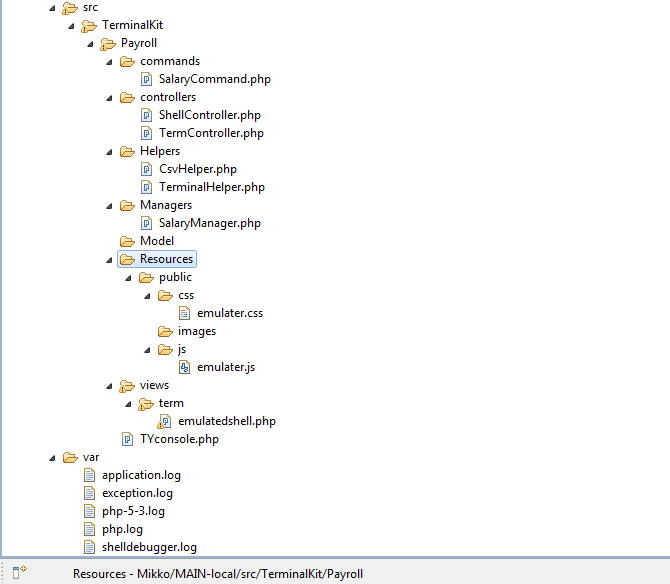 src
TerminalKit
Payroll
commands
SalaryCommand.php
controllers
ShellController.php
TermController.php
Helpers
CsvHelper.php
TerminalHelper.php
Managers
SalaryManager.php
Model
Resources
public
css
emulater.css
images
js
emulater.js
views
term
emulatedshell.php
TYconsole.php
var
application.log
exception.log
php-5-3.log
php.log
shelldebugger.log
Resources - Mikko/MAIN-local/src/TerminalKit/Payroll